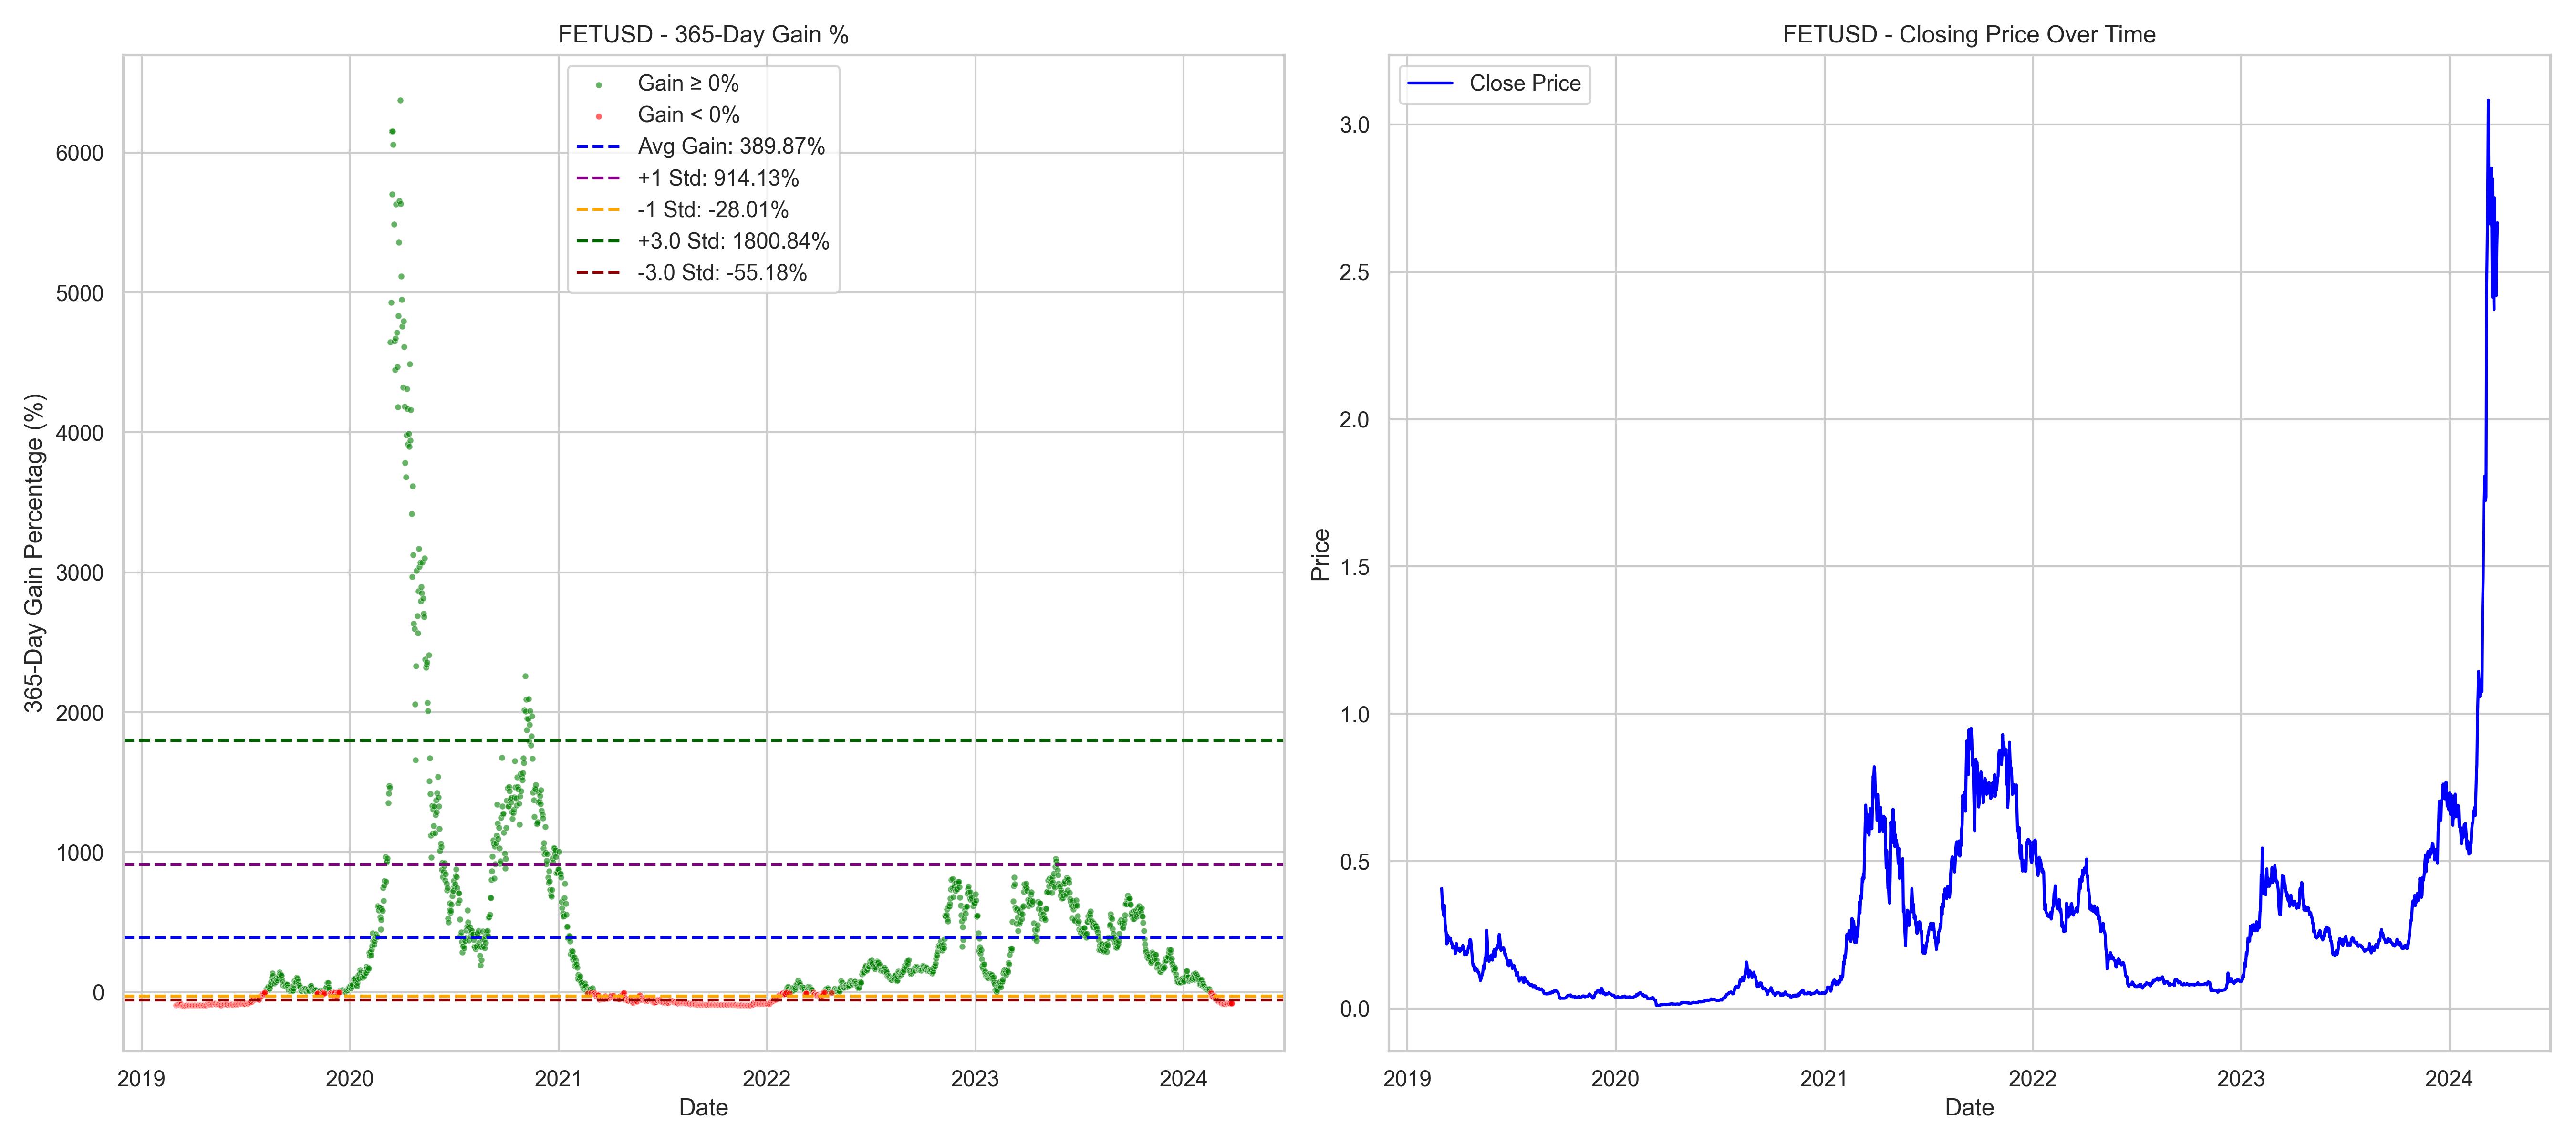 FETUSD - 365-Day Gain %
Gain ≥ 0%
Gain < 0%
Avg Gain: 389.87%
+1 Std: 914.13%
-1 Std: -28.01%
+3.0 Std: 1800.84%
-3.0 Std: -55.18%
365-Day Gain Percentage (%)
6000
5000
4000
3000
2000
1000
0
2019 2020 2021 2022 2023 2024
Date
FETUSD - Closing Price Over Time
Close Price
Price
3.0
2.5
2.0
1.5
1.0
0.5
0.0
2019 2020 2021 2022 2023 2024
Date